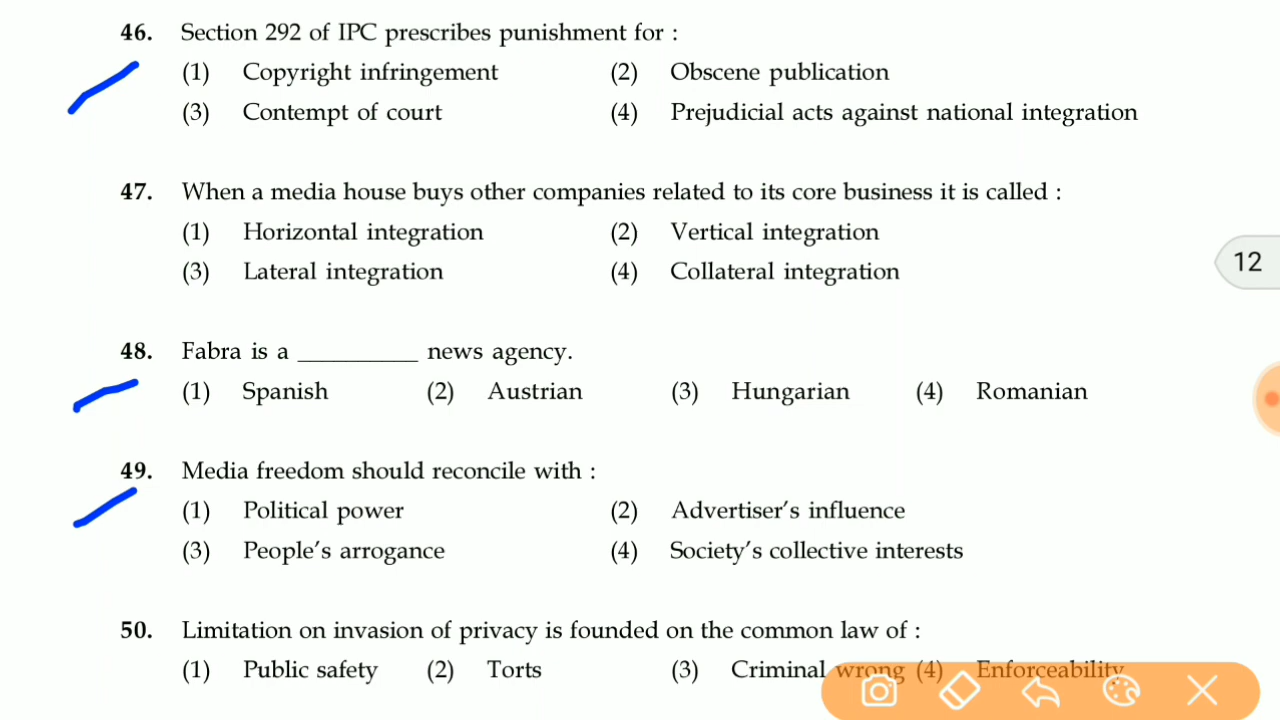 46. Section 292 of IPC prescribes punishment for :
(1) Copyright infringement (2) Obscene publication
(3) Contempt of court (4) Prejudicial acts against national integration
47. When a media house buys other companies related to its core business it is called :
(1) Horizontal integration (2) Vertical integration
12
(3) Lateral integration (4) Collateral integration
48. Fabra is a __________ news agency.
(1) Spanish (2) Austrian (3) Hungarian (4) Romanian
49. Media freedom should reconcile with :
(1) Political power (2) Advertiser's influence
(3) People's arrogance (4) Society's collective interests
50. Limitation on invasion of privacy is founded on the common law of :
(1) Public safety (2) Torts (3) Criminal wrong (4) Enforceability